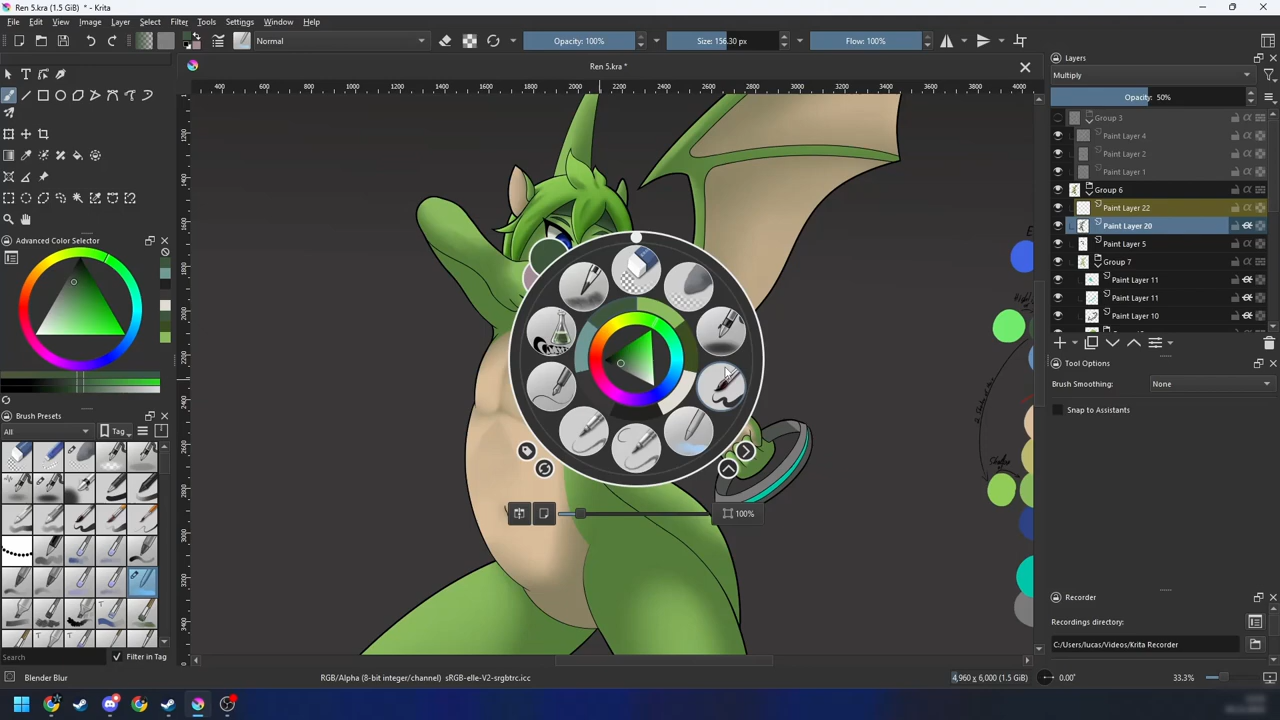 Ren 5.kra (1.5 GiB) * - Krita
File Edit View Image Layer Select Filter Tools Settings Window Help
Normal
Opacity: 100%
Size: 156.30 px
Flow: 100%
Ren 5.kra *
Layers
Multiply
Opacity: 50%
400 600 800 1000 1200 1400 1600 1800 2000 2200 2400 2600 2800 3000 3200 3400 3600 3800 4000
Group 3
Paint Layer 4
Paint Layer 2
Paint Layer 1
Group 6
Paint Layer 22
Paint Layer 20
Paint Layer 5
Group 7
Paint Layer 11
Paint Layer 11
Paint Layer 10
Advanced Color Selector
Tool Options
Brush Smoothing: None
Snap to Assistants
Brush Presets
All
Tag
100%
Recorder
Recordings directory:
C:/Users/lucas/Videos/Krita Recorder
Search
Filter in Tag
Blender Blur
RGB/Alpha (8-bit integer/channel) sRGB-elle-V2-srgbtrc.icc
4,960 x 6,000 (1.5 GiB)
0.00°
33.3%